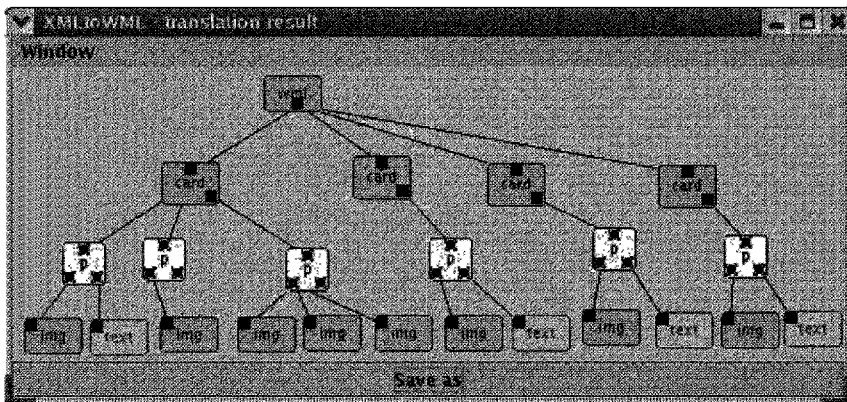 XMLtoWML - translation result
Window
wml
card card card card
p p p p p p
img text img img img img img text img text img text
Save as